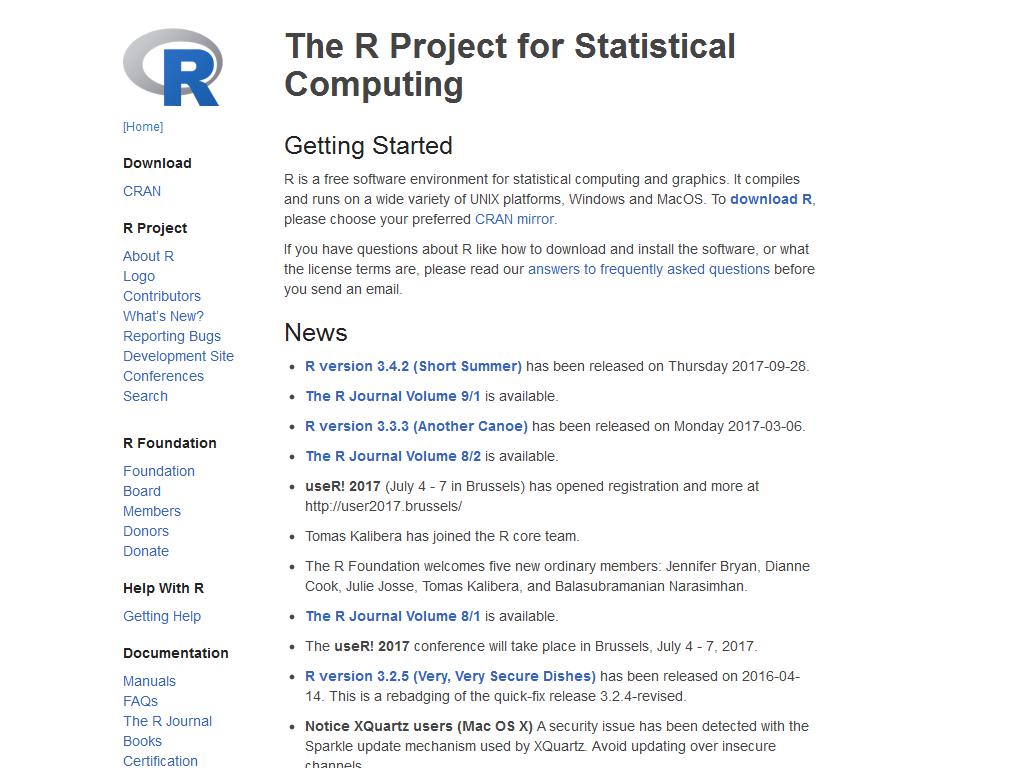 R
[Home]
Download
CRAN
R Project
About R
Logo
Contributors
What's New?
Reporting Bugs
Development Site
Conferences
Search
R Foundation
Foundation
Board
Members
Donors
Donate
Help With R
Getting Help
Documentation
Manuals
FAQs
The R Journal
Books
Certification
The R Project for Statistical
Computing
Getting Started
R is a free software environment for statistical computing and graphics. It compiles
and runs on a wide variety of UNIX platforms, Windows and MacOS. To download R,
please choose your preferred CRAN mirror.
If you have questions about R like how to download and install the software, or what
the license terms are, please read our answers to frequently asked questions before
you send an email.
News
• R version 3.4.2 (Short Summer) has been released on Thursday 2017-09-28.
• The R Journal Volume 9/1 is available.
• R version 3.3.3 (Another Canoe) has been released on Monday 2017-03-06.
• The R Journal Volume 8/2 is available.
• useR! 2017 (July 4 - 7 in Brussels) has opened registration and more at
http://user2017.brussels/
• Tomas Kalibera has joined the R core team.
• The R Foundation welcomes five new ordinary members: Jennifer Bryan, Dianne
Cook, Julie Josse, Tomas Kalibera, and Balasubramanian Narasimhan.
• The R Journal Volume 8/1 is available.
• The useR! 2017 conference will take place in Brussels, July 4 - 7, 2017.
• R version 3.2.5 (Very, Very Secure Dishes) has been released on 2016-04-
14. This is a rebadging of the quick-fix release 3.2.4-revised.
• Notice XQuartz users (Mac OS X) A security issue has been detected with the
Sparkle update mechanism used by XQuartz. Avoid updating over insecure
channels.